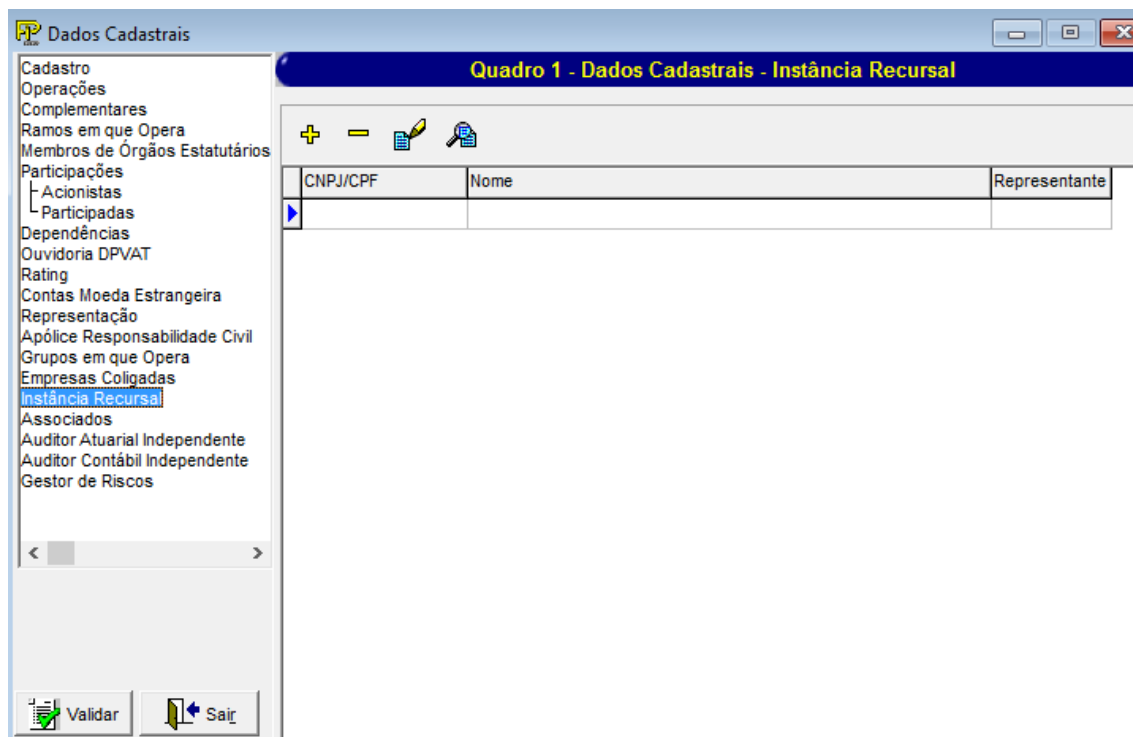 Dados Cadastrais
Cadastro
Operações
Complementares
Ramos em que Opera
Membros de Órgãos Estatutários
Participações
Acionistas
Participadas
Dependências
Ouvidoria DPVAT
Rating
Contas Moeda Estrangeira
Representação
Apólice Responsabilidade Civil
Grupos em que Opera
Empresas Coligadas
Instância Recursal
Associados
Auditor Atuarial Independente
Auditor Contábil Independente
Gestor de Riscos
Validar
Sair
Quadro 1 - Dados Cadastrais - Instância Recursal
CNPJ/CPF Nome Representante